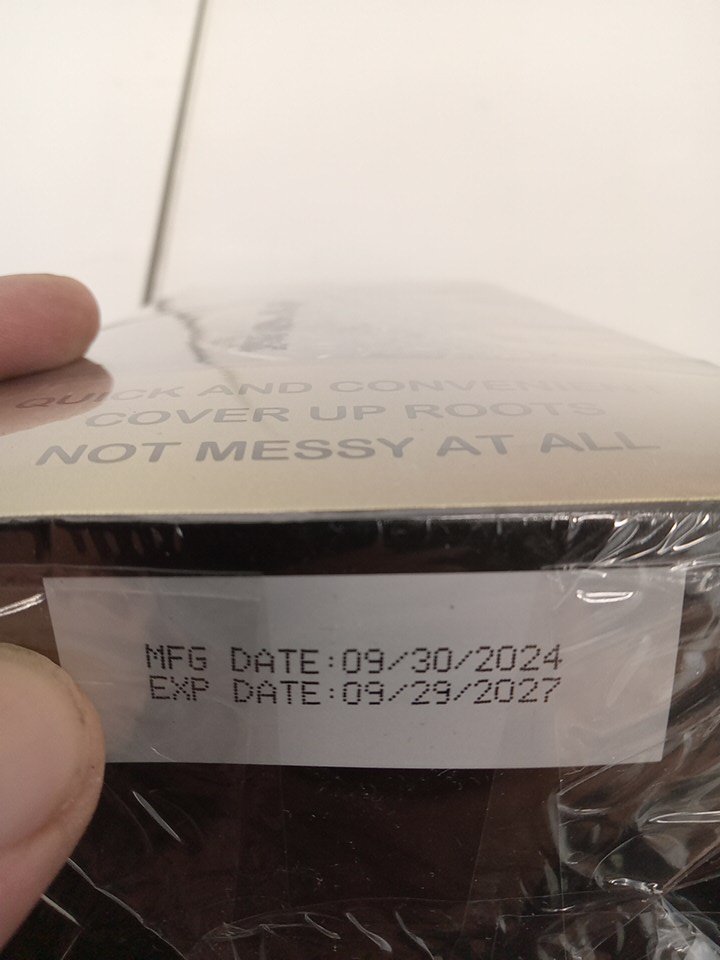 QUICK AND CONVENIENT
COVER UP ROOTS
NOT MESSY AT ALL
MFG DATE:09/30/2024
EXP DATE:09/29/2027